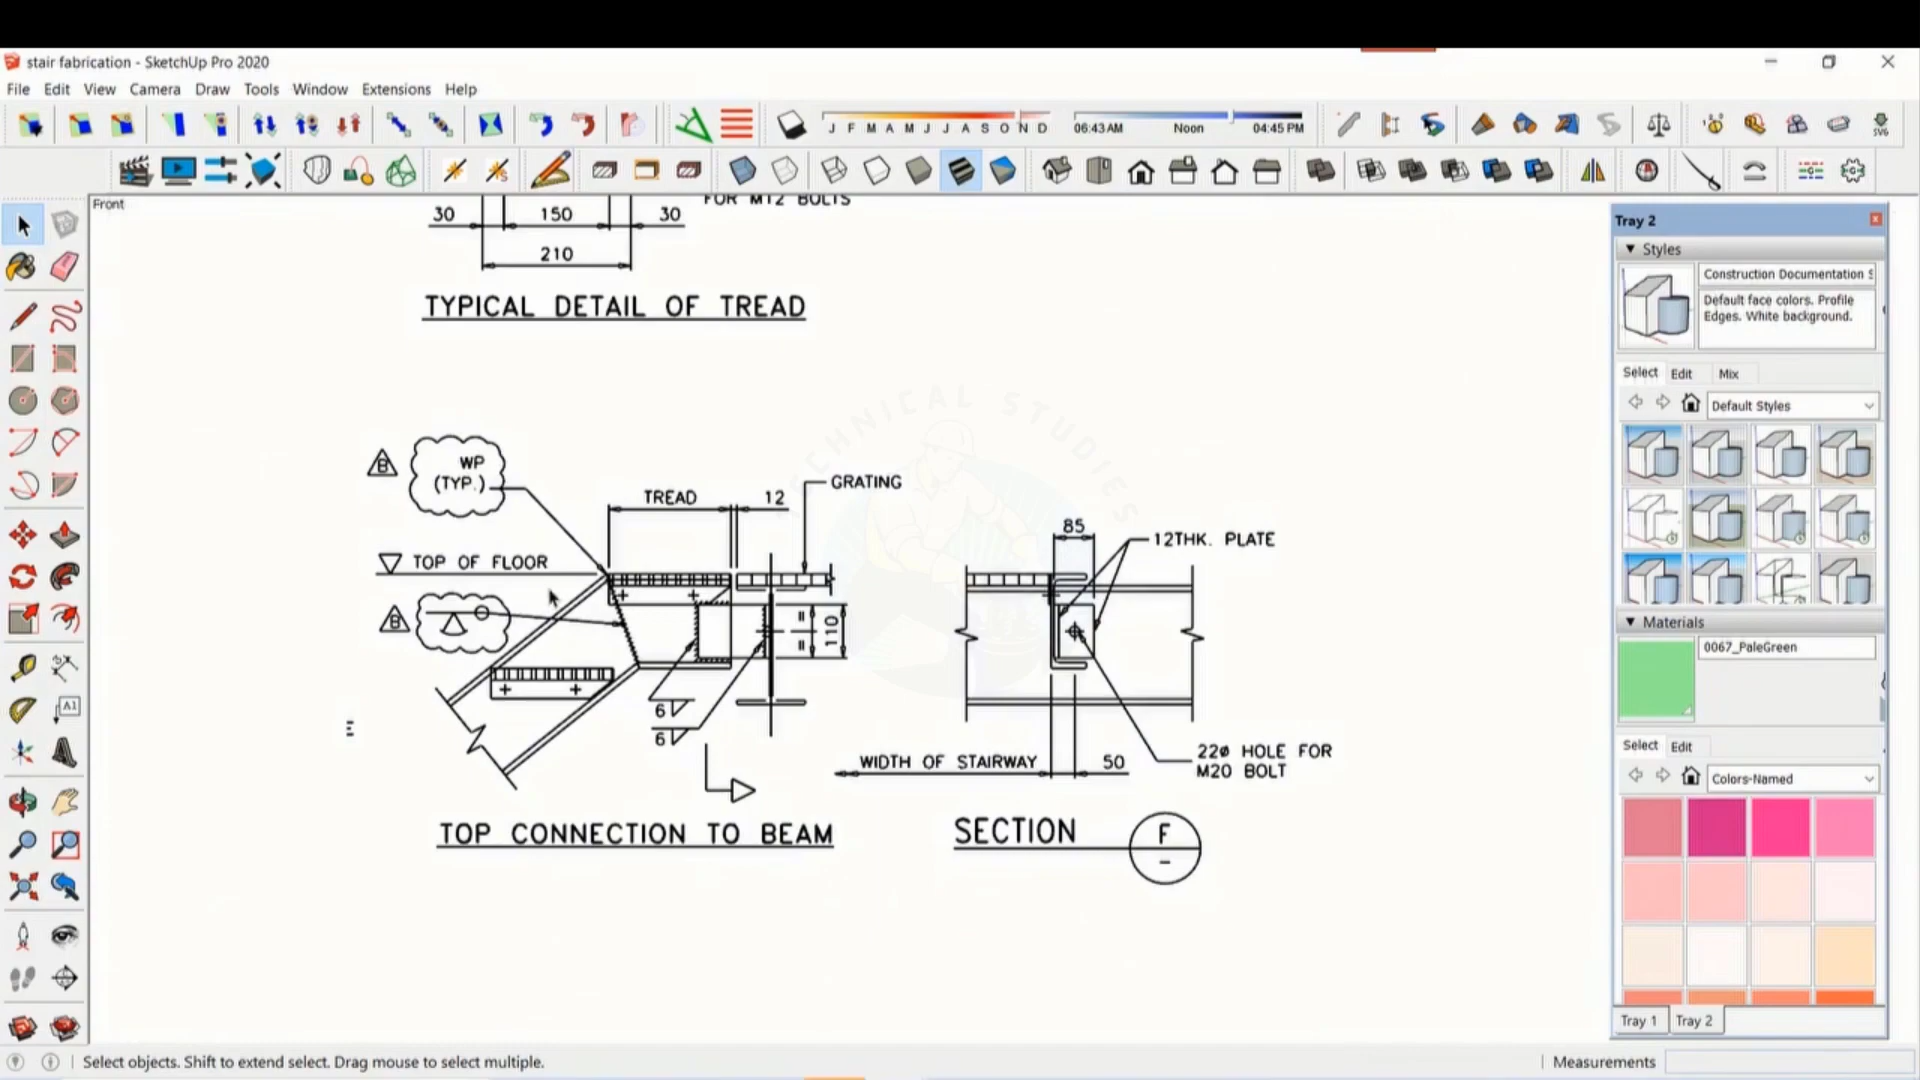 stair fabrication - SketchUp Pro 2020
File Edit View Camera Draw Tools Window Extensions Help
J F M A M J J A S O N D
06:43 AM Noon 04:45 PM
Front
FOR M12 BOLTS
30 150 30
210
TYPICAL DETAIL OF TREAD
TECHNICAL STUDIES
B
WP
(TYP.)
TREAD 12
GRATING
TOP OF FLOOR
B
110
6
6
TOP CONNECTION TO BEAM
85
12THK. PLATE
WIDTH OF STAIRWAY 50
22ø HOLE FOR
M20 BOLT
SECTION F
-
Tray 2
Styles
Construction Documentation S
Default face colors. Profile
Edges. White background.
Select Edit Mix
Default Styles
Materials
0067_PaleGreen
Select Edit
Colors-Named
Tray 1 Tray 2
Select objects. Shift to extend select. Drag mouse to select multiple.
Measurements